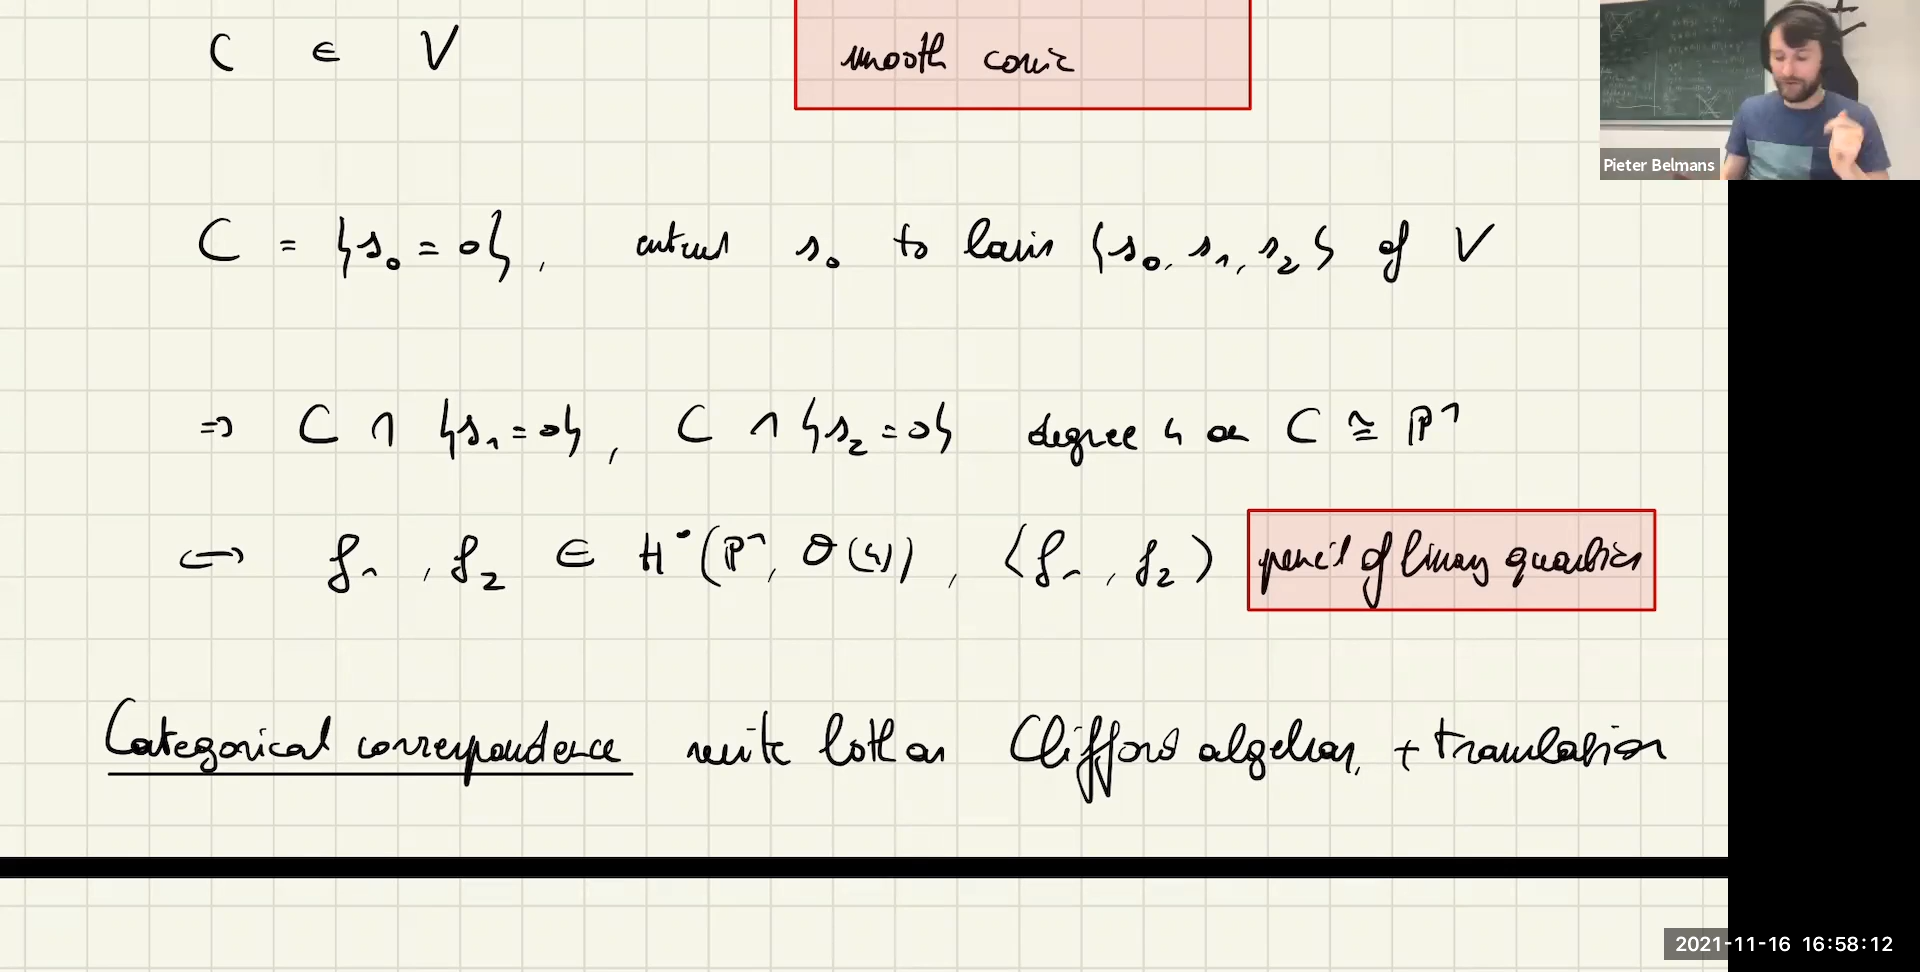 C ∈ V
smooth conic
Pieter Belmans
C = {s₀ = 0}, extend s₀ to basis {s₀, s₁, s₂} of V
⇒ C ∩ {s₁ = 0}, C ∩ {s₂ = 0} degree 4 on C ≅ ℙ¹
↔ f₁, f₂ ∈ H⁰(ℙ¹, O(4)), ⟨f₁, f₂⟩ pencil of binary quartics
Categorical correspondence write both as Clifford algebras, + translation
2021-11-16 16:58:12